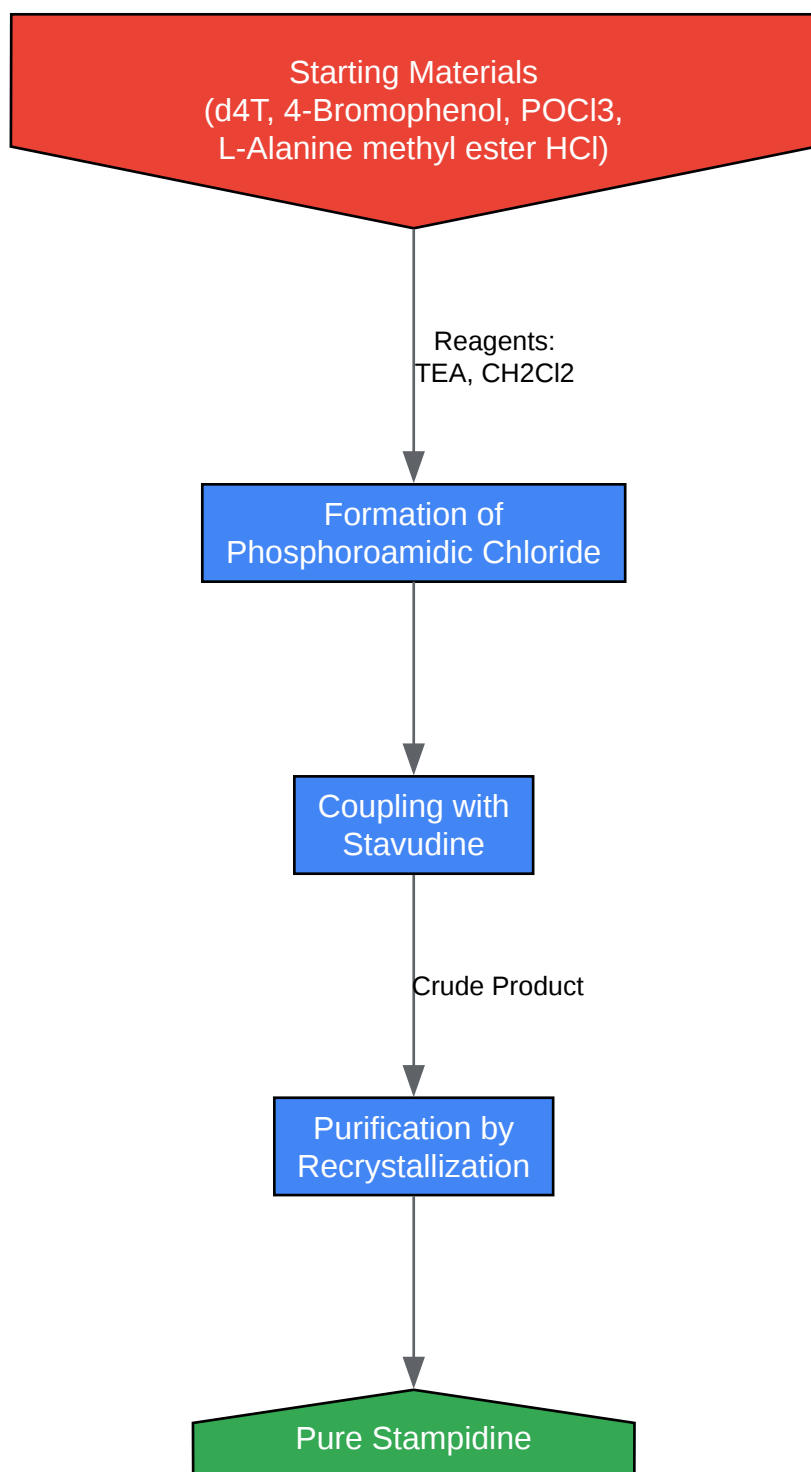 Starting Materials
(d4T, 4-Bromophenol, POCl3,
L-Alanine methyl ester HCl)
Reagents:
TEA, CH2Cl2
Formation of
Phosphoroamidic Chloride
Coupling with
Stavudine
Crude Product
Purification by
Recrystallization
Pure Stampidine